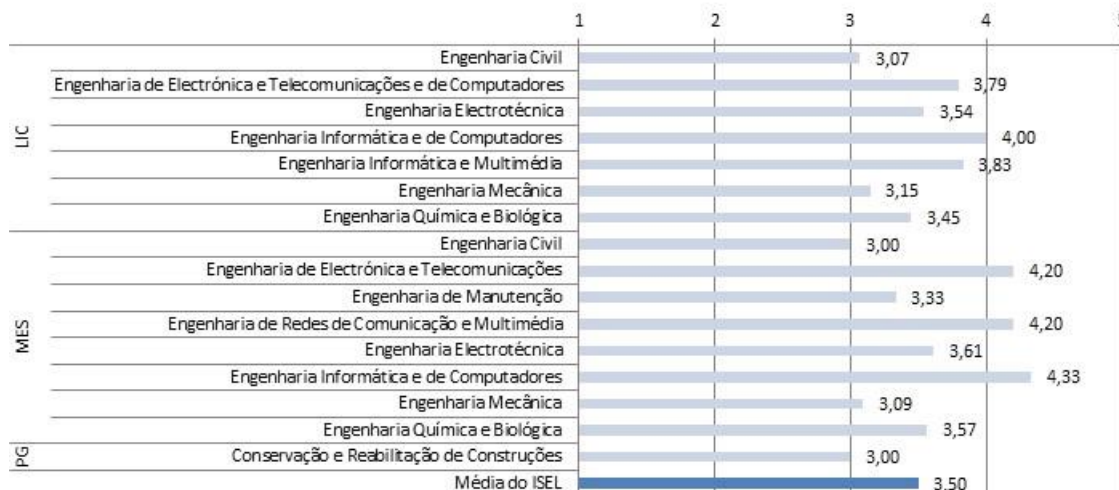 1 2 3 4
LIC
Engenharia Civil 3,07
Engenharia de Electrónica e Telecomunicações e de Computadores 3,79
Engenharia Electrotécnica 3,54
Engenharia Informática e de Computadores 4,00
Engenharia Informática e Multimédia 3,83
Engenharia Mecânica 3,15
Engenharia Química e Biológica 3,45
MES
Engenharia Civil 3,00
Engenharia de Electrónica e Telecomunicações 4,20
Engenharia de Manutenção 3,33
Engenharia de Redes de Comunicação e Multimédia 4,20
Engenharia Electrotécnica 3,61
Engenharia Informática e de Computadores 4,33
Engenharia Mecânica 3,09
Engenharia Química e Biológica 3,57
PG
Conservação e Reabilitação de Construções 3,00
Média do ISEL 3,50